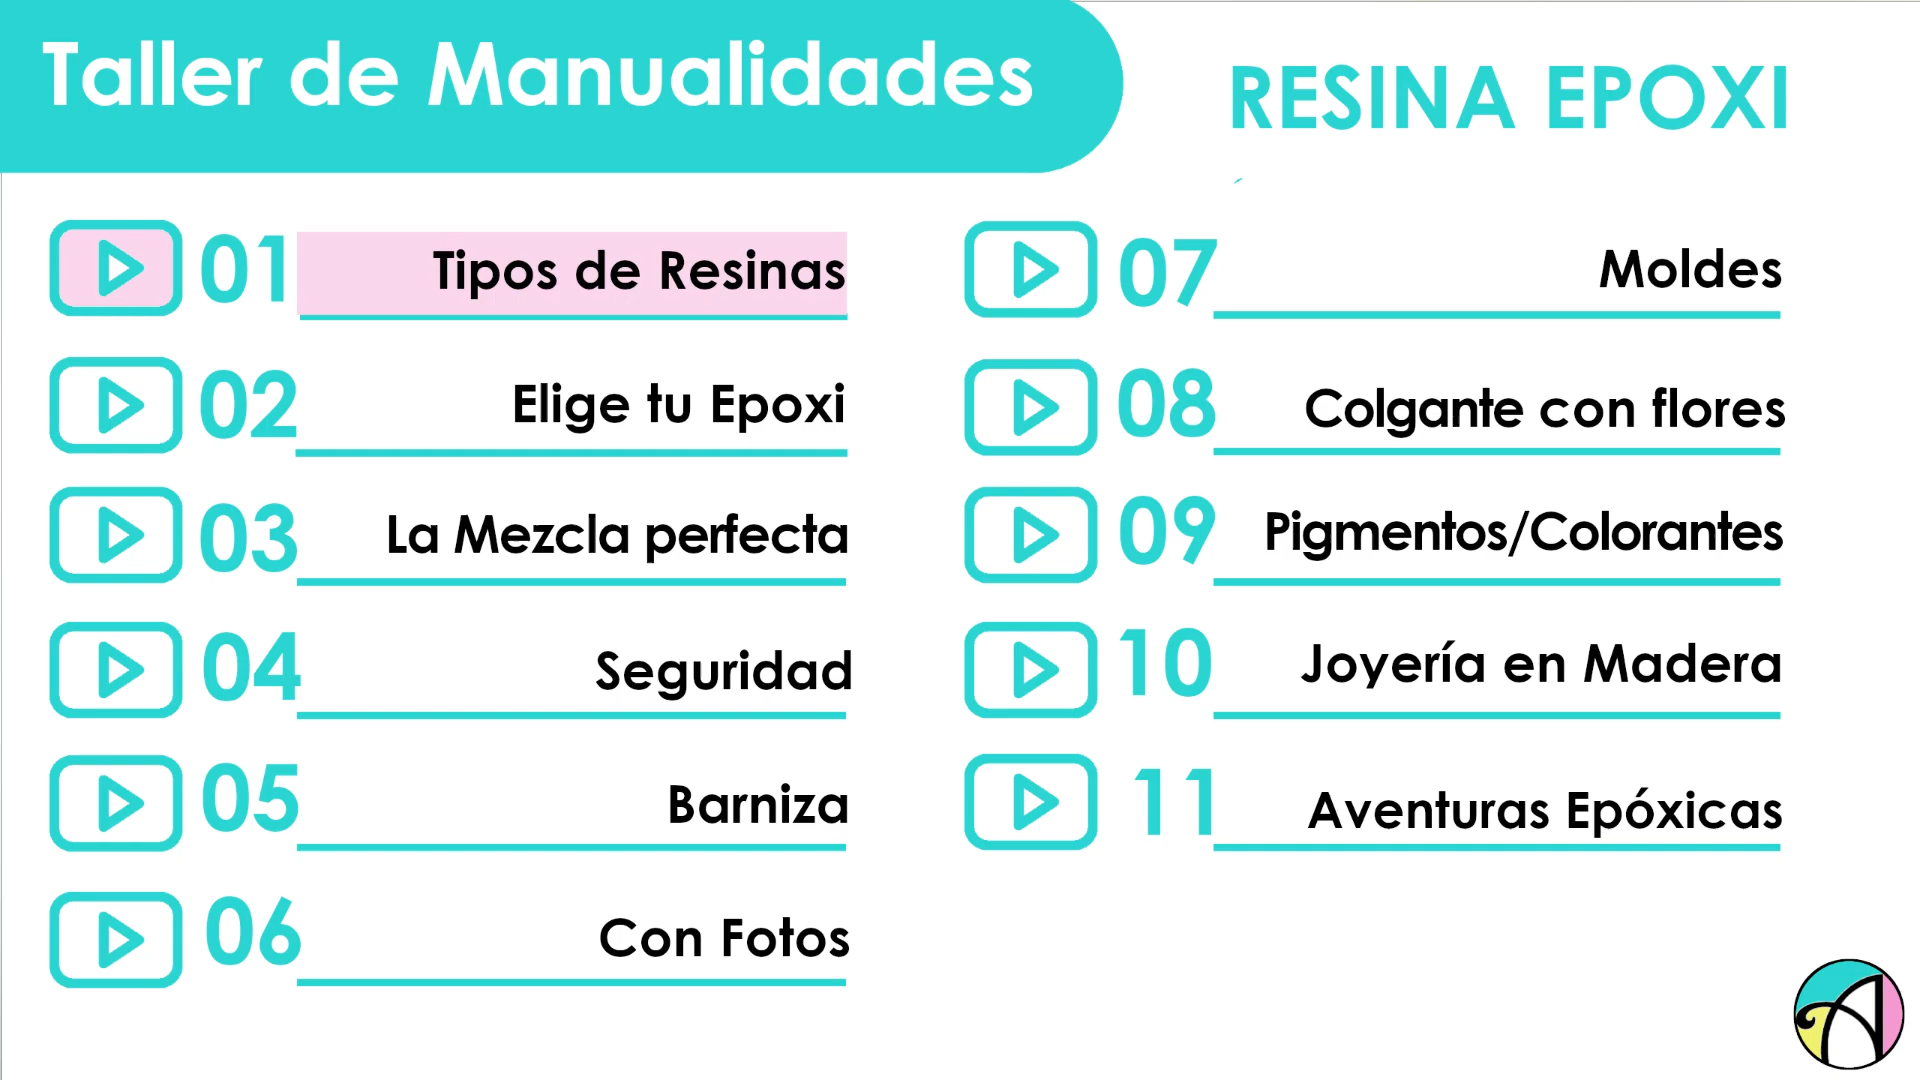 Taller de Manualidades
RESINA EPOXI
01 Tipos de Resinas
02 Elige tu Epoxi
03 La Mezcla perfecta
04 Seguridad
05 Barniza
06 Con Fotos
07 Moldes
08 Colgante con flores
09 Pigmentos/Colorantes
10 Joyería en Madera
11 Aventuras Epóxicas